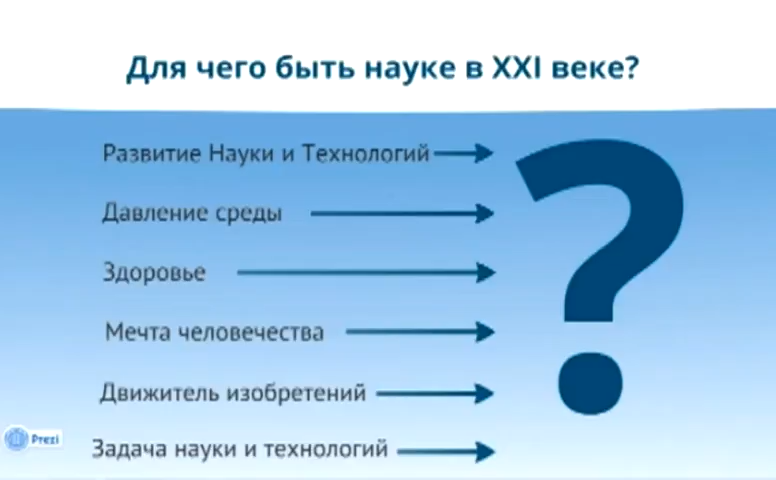 Для чего быть науке в XXI веке?
Развитие Науки и Технологий
Давление среды
Здоровье
Мечта человечества
Движитель изобретений
Задача науки и технологий
?
Prezi